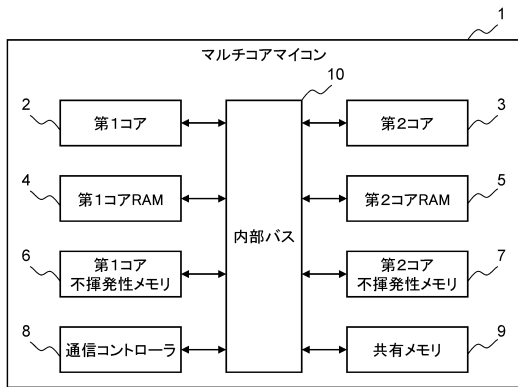 1
マルチコアマイコン
10
2
第1コア
3
第2コア
4
第1コアRAM
5
第2コアRAM
内部バス
6
第1コア
不揮発性メモリ
7
第2コア
不揮発性メモリ
8
通信コントローラ
9
共有メモリ